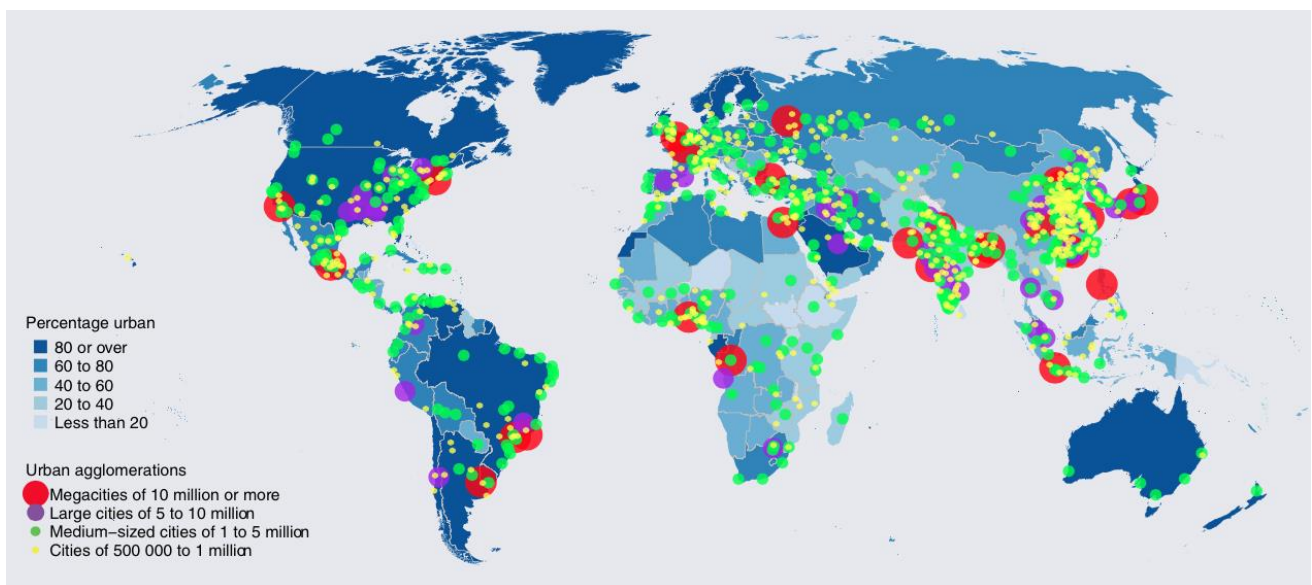 Percentage urban
80 or over
60 to 80
40 to 60
20 to 40
Less than 20
Urban agglomerations
Megacities of 10 million or more
Large cities of 5 to 10 million
Medium-sized cities of 1 to 5 million
Cities of 500 000 to 1 million